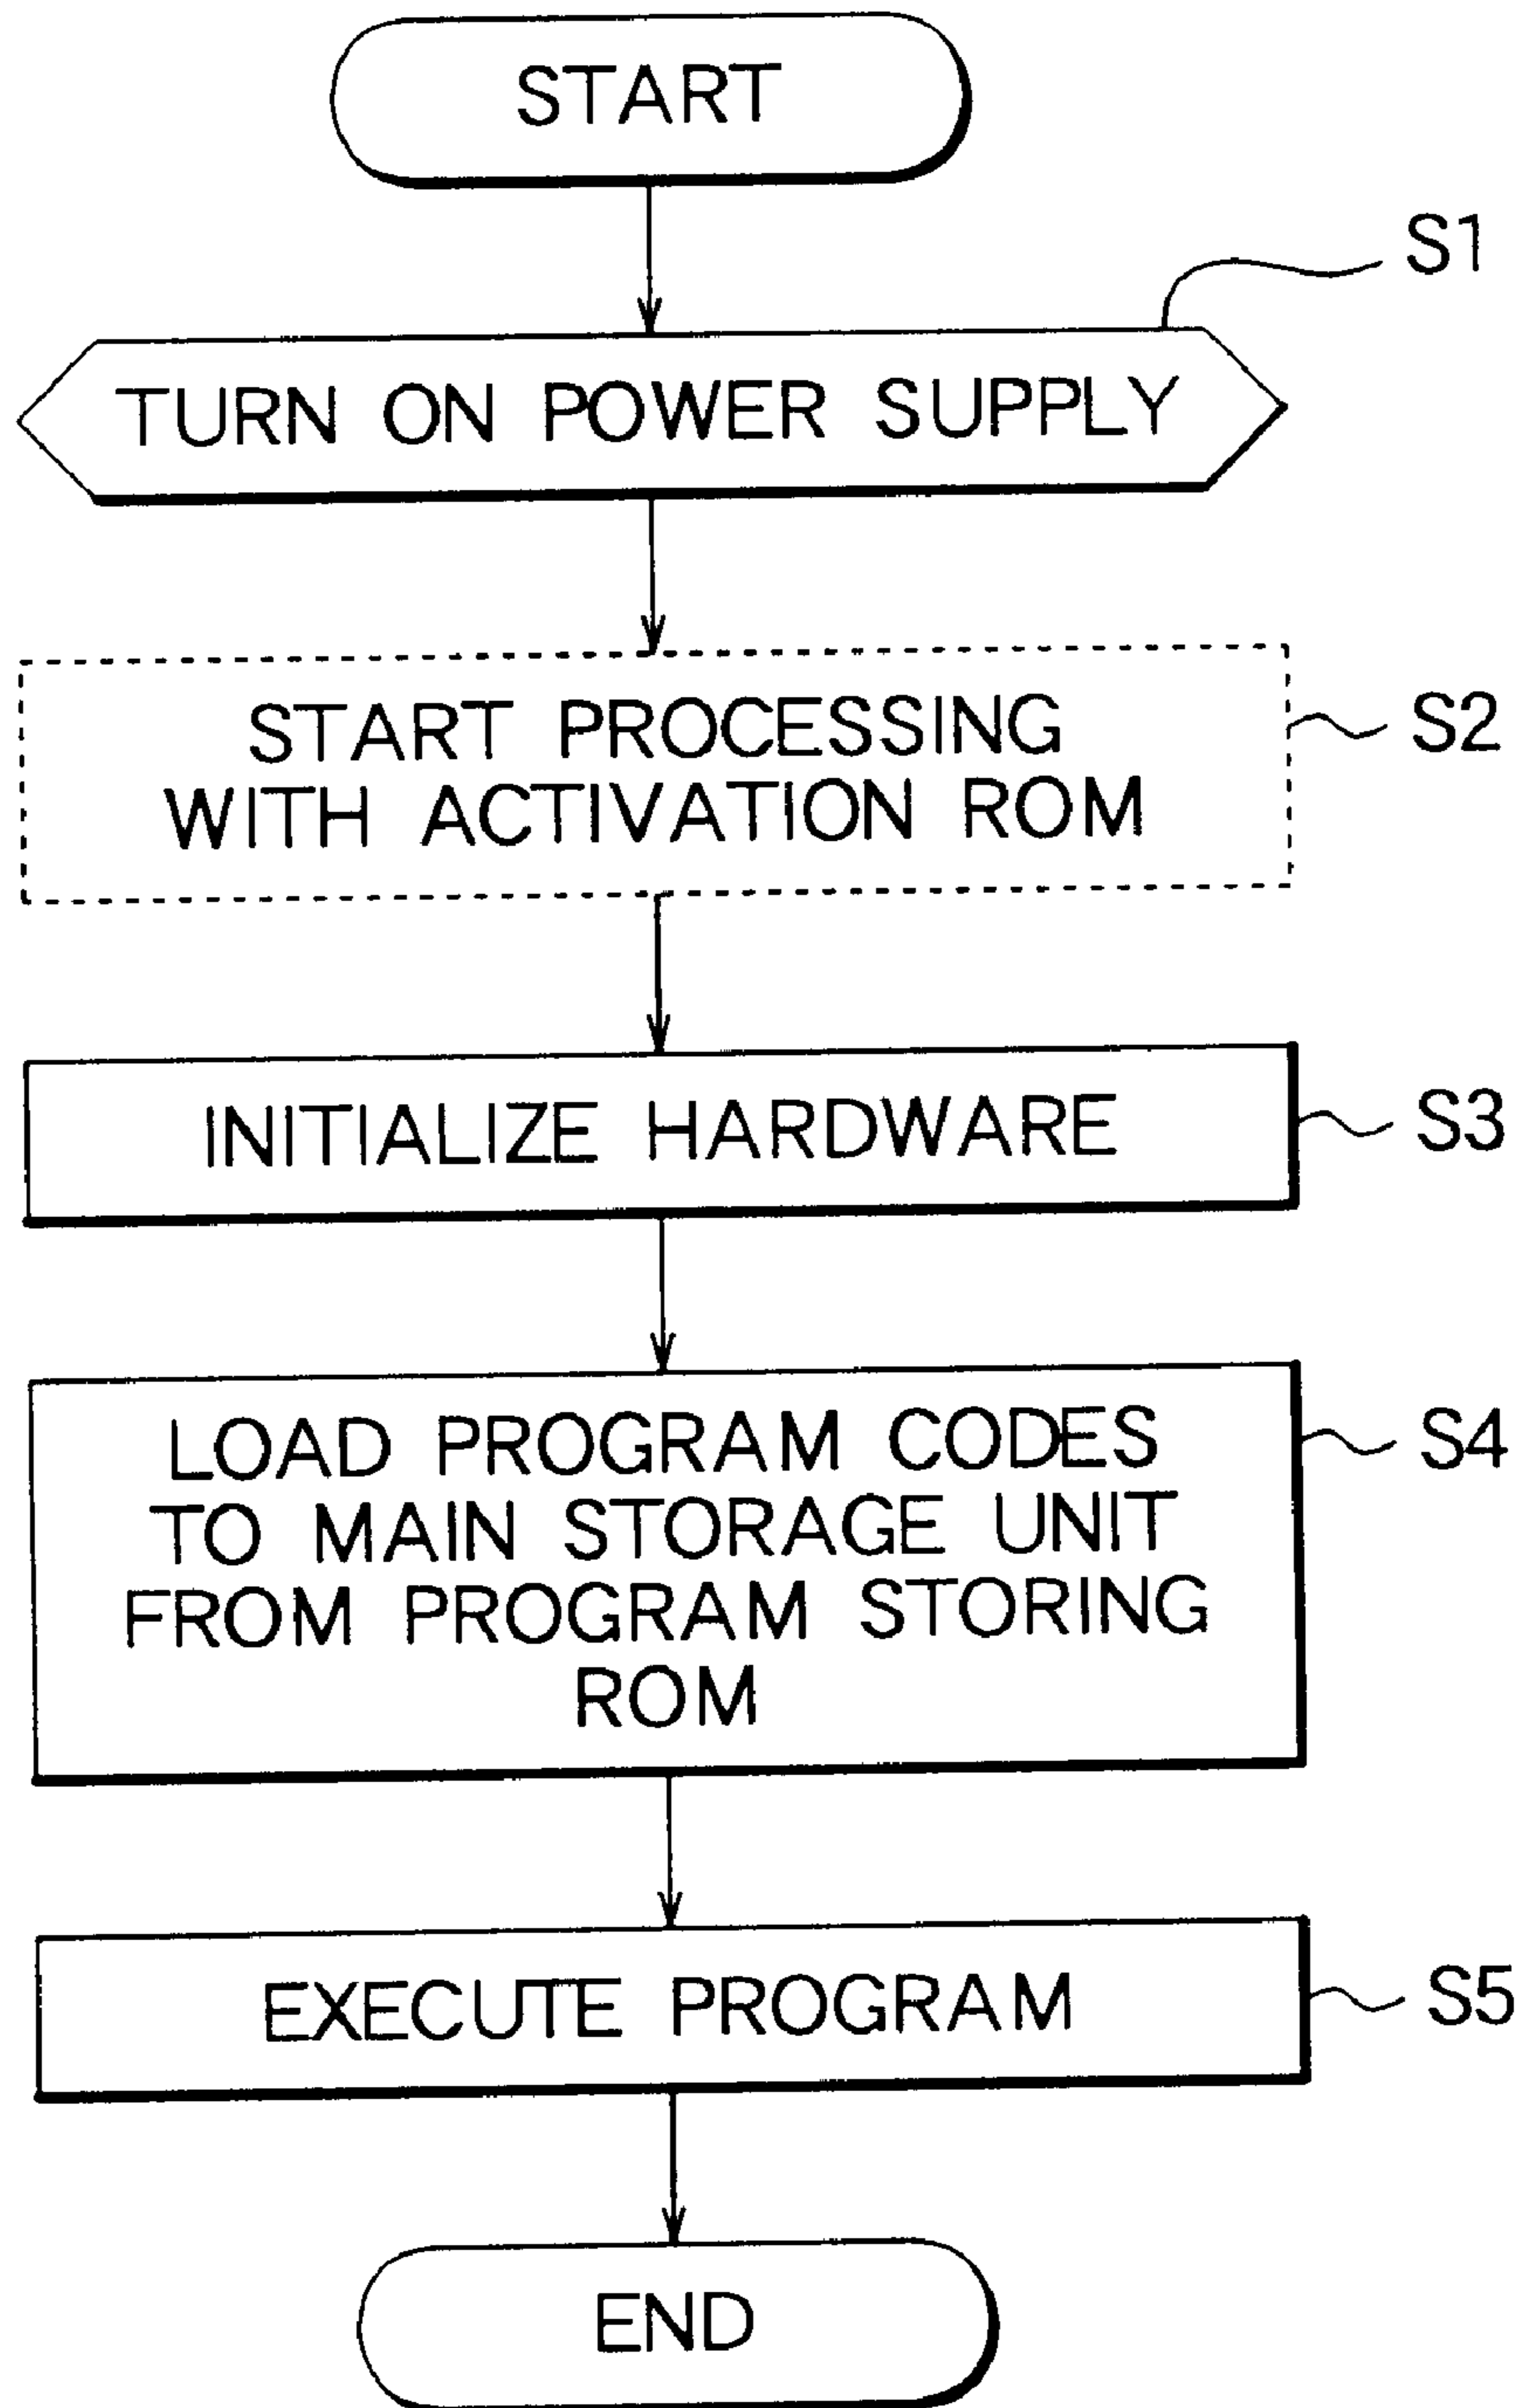 START
S1
TURN ON POWER SUPPLY
START PROCESSING
WITH ACTIVATION ROM
S2
INITIALIZE HARDWARE
S3
LOAD PROGRAM CODES
TO MAIN STORAGE UNIT
FROM PROGRAM STORING
ROM
S4
EXECUTE PROGRAM
S5
END